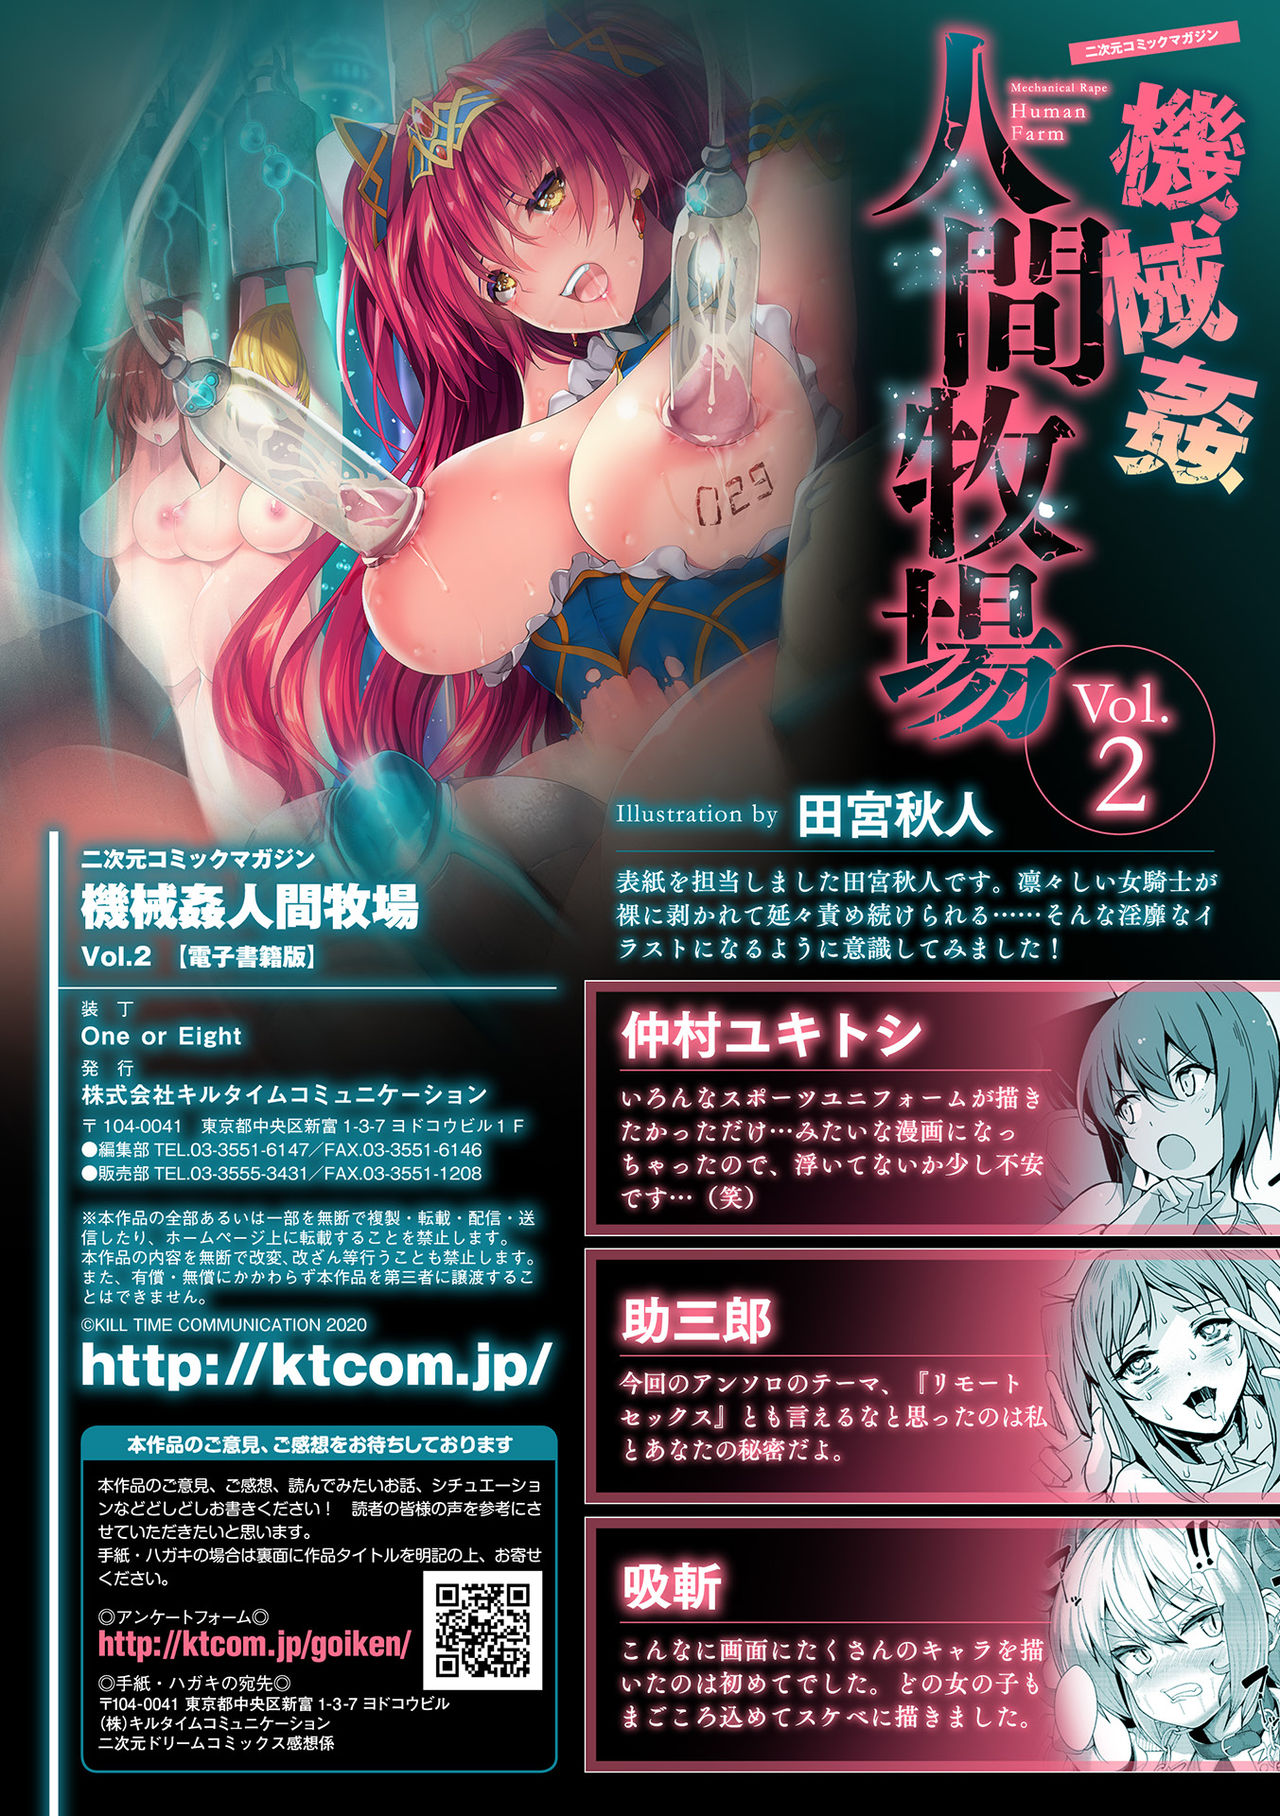 二次元コミックマガジン
機械姦
人間牧場
Mechanical Rape
Human
Farm
Vol.
2
029
Illustration by 田宮秋人
表紙を担当しました田宮秋人です。凛々しい女騎士が
裸に剥かれて延々責め続けられる……そんな淫靡なイ
ラストになるように意識してみました！
仲村ユキトシ
いろんなスポーツユニフォームが描き
たかっただけ…みたいな漫画になっ
ちゃったので、浮いてないか少し不安
です…（笑）
助三郎
今回のアンソロのテーマ、『リモート
セックス』とも言えるなと思ったのは私
とあなたの秘密だよ。
吸斬
こんなに画面にたくさんのキャラを描
いたのは初めてでした。どの女の子も
まごころ込めてスケベに描きました。
二次元コミックマガジン
機械姦人間牧場
Vol.2 【電子書籍版】
装 丁
One or Eight
発 行
株式会社キルタイムコミュニケーション
〒104-0041 東京都中央区新富1-3-7ヨドコウビル1F
●編集部 TEL.03-3551-6147／FAX.03-3551-6146
●販売部 TEL.03-3555-3431／FAX.03-3551-1208
※本作品の全部あるいは一部を無断で複製・転載・配信・送
信したり、ホームページ上に転載することを禁止します。
本作品の内容を無断で改変、改ざん等行うことも禁止します。
また、有償・無償にかかわらず本作品を第三者に譲渡するこ
とはできません。
©KILL TIME COMMUNICATION 2020
http://ktcom.jp/
本作品のご意見、ご感想をお待ちしております
本作品のご意見、ご感想、読んでみたいお話、シチュエーショ
ンなどどしどしお書きください！ 読者の皆様の声を参考にさ
せていただきたいと思います。
手紙・ハガキの場合は裏面に作品タイトルを明記の上、お寄せ
ください。
◎アンケートフォーム◎
http://ktcom.jp/goiken/
◎手紙・ハガキの宛先◎
〒104-0041 東京都中央区新富1-3-7 ヨドコウビル
(株)キルタイムコミュニケーション
二次元ドリームコミックス感想係